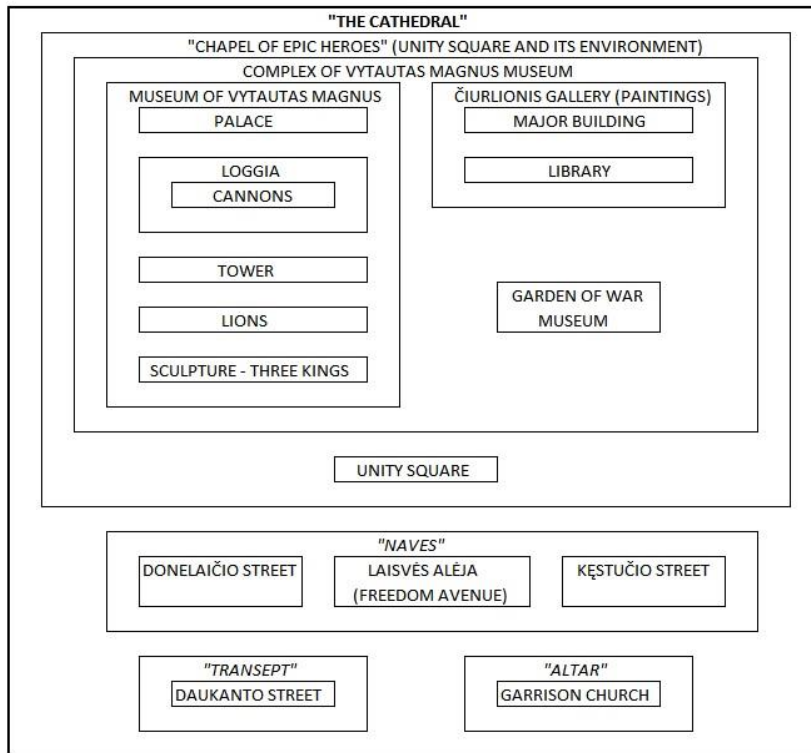 "THE CATHEDRAL"
"CHAPEL OF EPIC HEROES" (UNITY SQUARE AND ITS ENVIRONMENT)
COMPLEX OF VYTAUTAS MAGNUS MUSEUM
MUSEUM OF VYTAUTAS MAGNUS
PALACE
LOGGIA
CANNONS
TOWER
LIONS
SCULPTURE - THREE KINGS
ČIURLIONIS GALLERY (PAINTINGS)
MAJOR BUILDING
LIBRARY
GARDEN OF WAR
MUSEUM
UNITY SQUARE
"NAVES"
DONELAIČIO STREET
LAISVĖS ALĖJA
(FREEDOM AVENUE)
KĘSTUČIO STREET
"TRANSEPT"
DAUKANTO STREET
"ALTAR"
GARRISON CHURCH